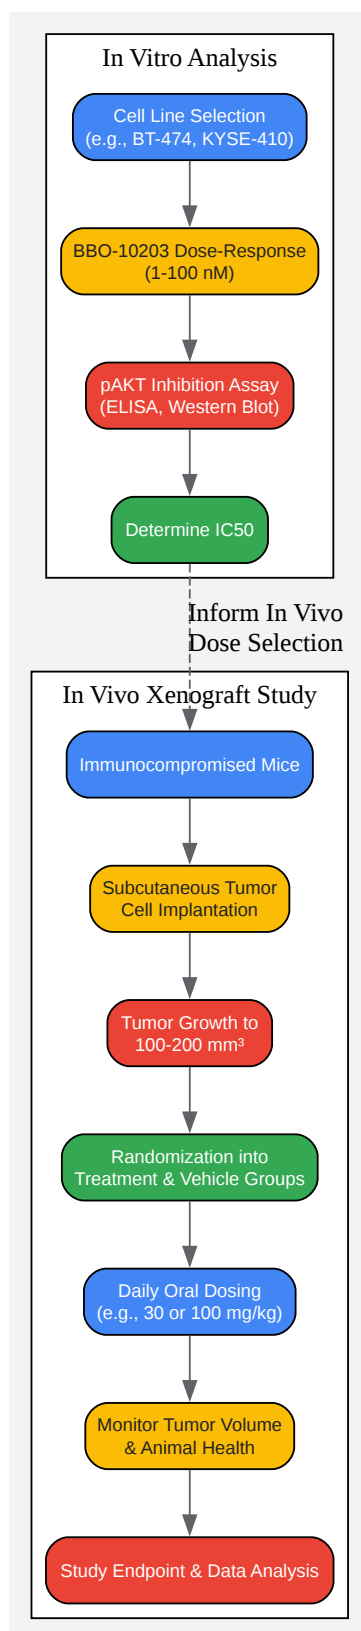 In Vitro Analysis
Cell Line Selection
(e.g., BT-474, KYSE-410)
BBO-10203 Dose-Response
(1-100 nM)
pAKT Inhibition Assay
(ELISA, Western Blot)
Determine IC50
Inform In Vivo
Dose Selection
In Vivo Xenograft Study
Immunocompromised Mice
Subcutaneous Tumor
Cell Implantation
Tumor Growth to
100-200 mm³
Randomization into
Treatment & Vehicle Groups
Daily Oral Dosing
(e.g., 30 or 100 mg/kg)
Monitor Tumor Volume
& Animal Health
Study Endpoint & Data Analysis